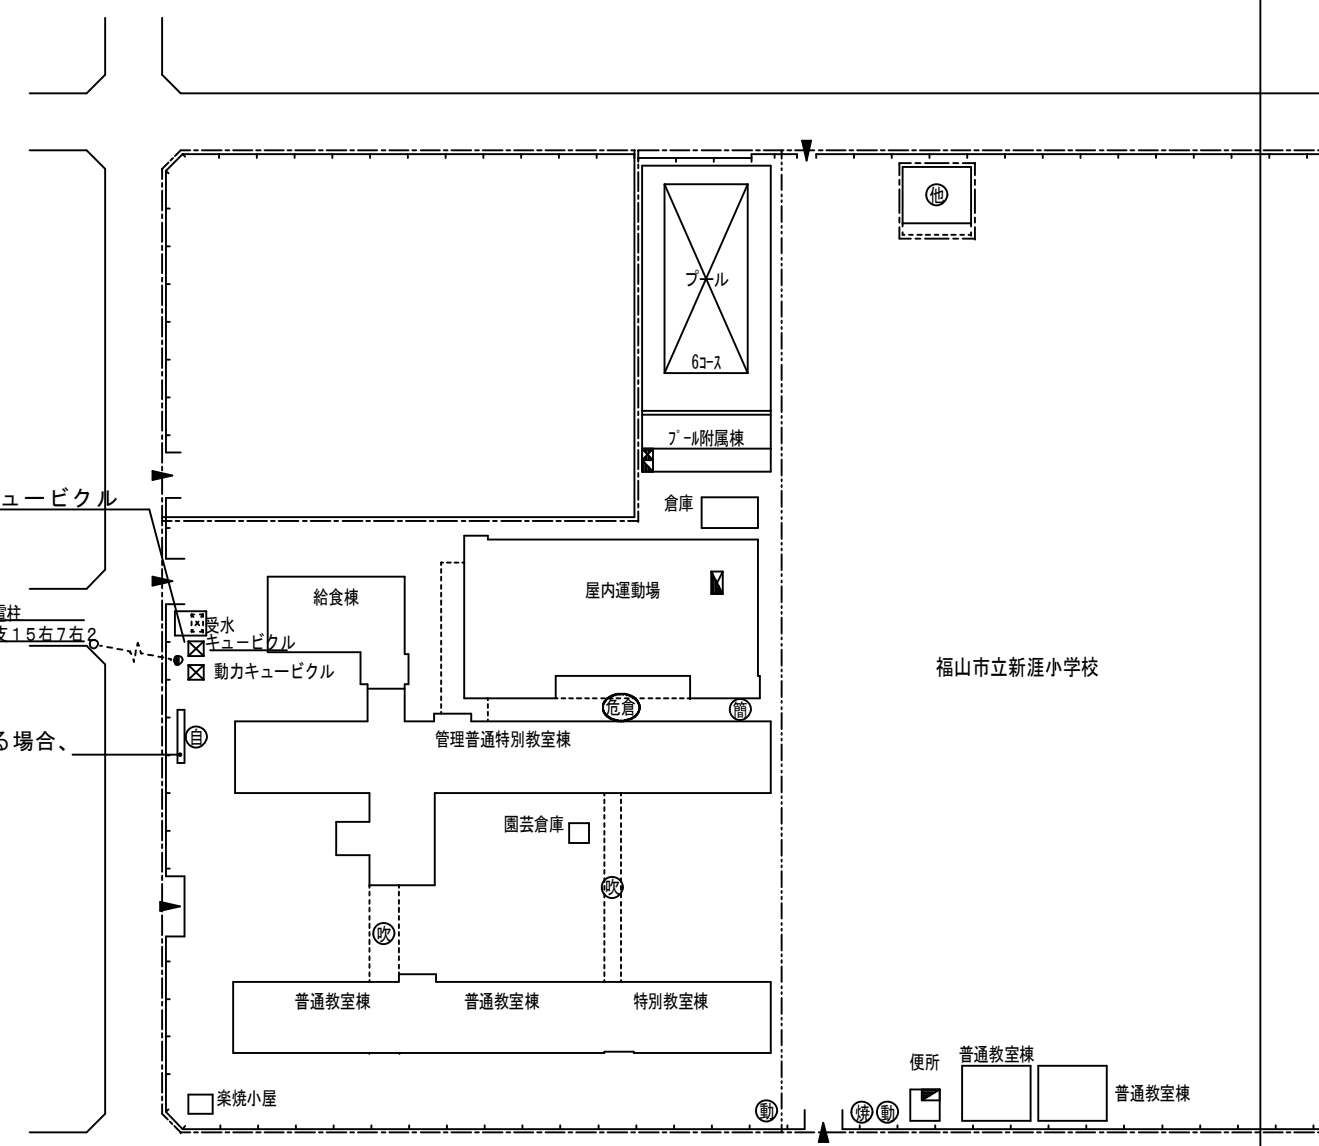 他
プール
6ｺｰｽ
ﾌﾟｰﾙ附属棟
倉庫
ュービクル
屋内運動場
給食棟
電柱
支１５右７右２
受水
キュービクル
動力キュービクル
福山市立新涯小学校
危倉
簡
自
る場合、
管理普通特別教室棟
園芸倉庫
吹
吹
普通教室棟
普通教室棟
特別教室棟
便所
普通教室棟
普通教室棟
楽焼小屋
動
焼
動